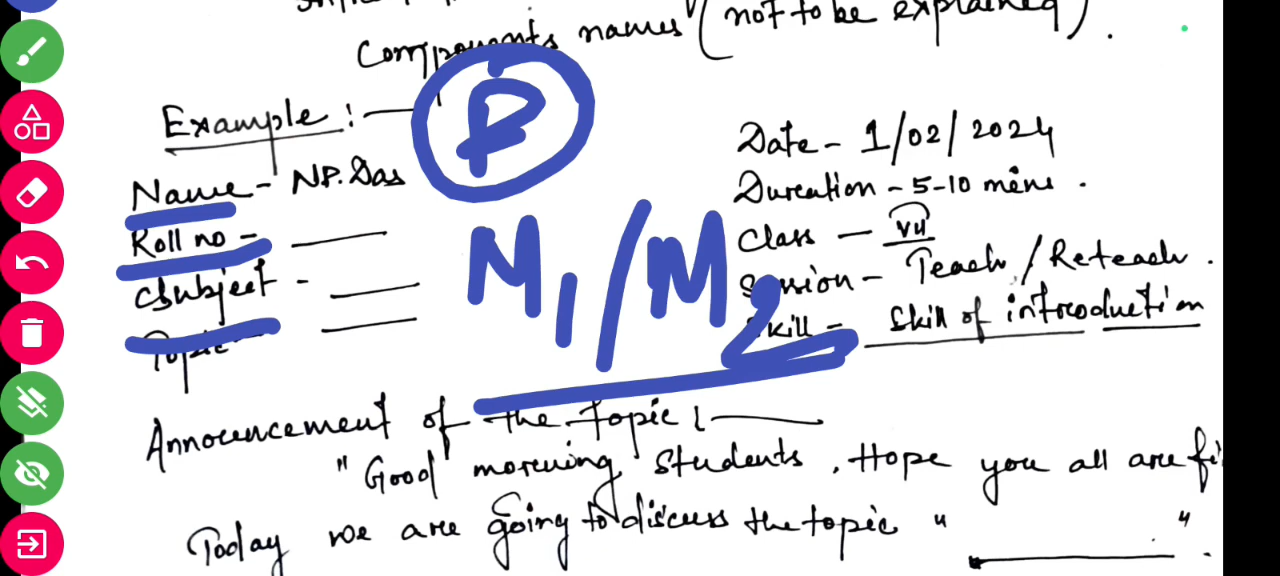 Components names (not to be explained).
Example :-
P
Name - N.P. Das
Roll no -
Subject -
Topic
Date - 1/02/2024
Duration - 5-10 mins.
Class - VII
Session - Teach / Reteach.
Skill - Skill of introduction
M1/M2
Announcement of the topic :-
"Good morning students. Hope you all are
Today we are going to discuss the topic " ".